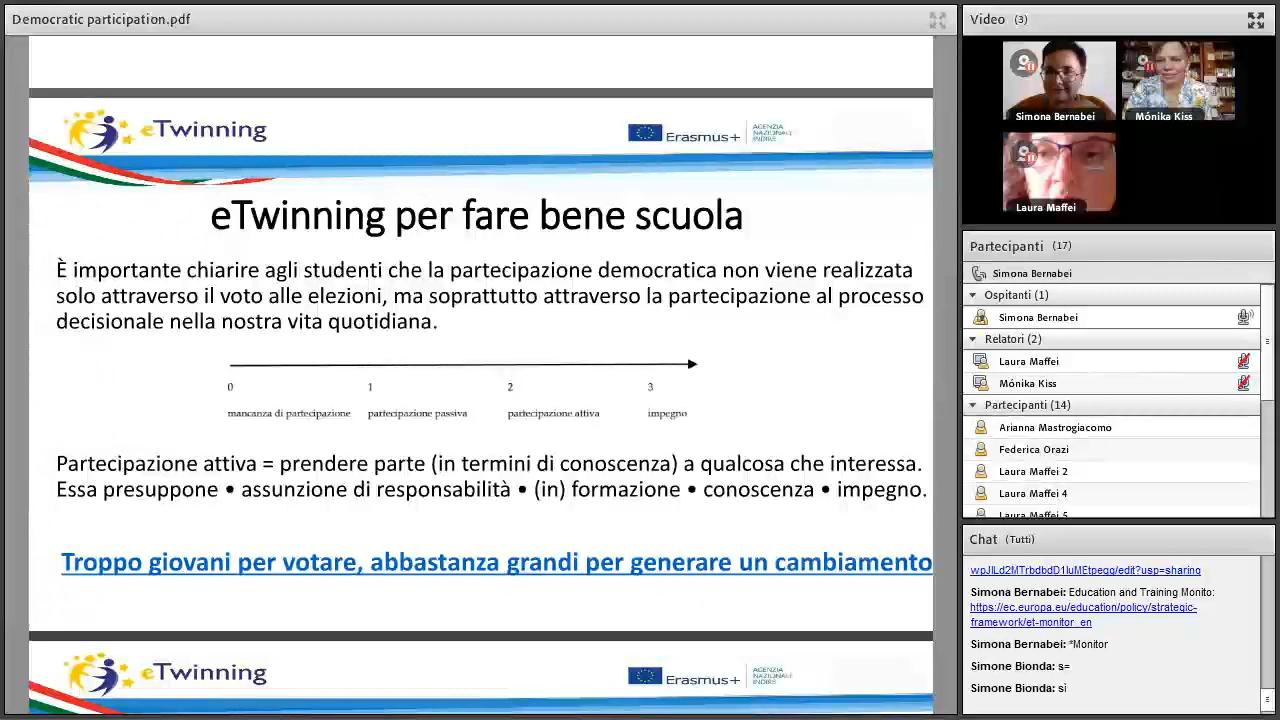 Democratic participation.pdf
eTwinning
Erasmus+
AGENZIA
NAZIONALE
INDIRE
eTwinning per fare bene scuola
È importante chiarire agli studenti che la partecipazione democratica non viene realizzata
solo attraverso il voto alle elezioni, ma soprattutto attraverso la partecipazione al processo
decisionale nella nostra vita quotidiana.
0 1 2 3
mancanza di partecipazione partecipazione passiva partecipazione attiva impegno
Partecipazione attiva = prendere parte (in termini di conoscenza) a qualcosa che interessa.
Essa presuppone • assunzione di responsabilità • (in) formazione • conoscenza • impegno.
Troppo giovani per votare, abbastanza grandi per generare un cambiamento
eTwinning
Erasmus+
AGENZIA
NAZIONALE
INDIRE
Video (3)
Simona Bernabei
Mónika Kiss
Laura Maffei
Partecipanti (17)
Simona Bernabei
Ospitanti (1)
Simona Bernabei
Relatori (2)
Laura Maffei
Mónika Kiss
Partecipanti (14)
Arianna Mastrogiacomo
Federica Orazi
Laura Maffei 2
Laura Maffei 4
Laura Maffei 5
Chat (Tutti)
Simona Bernabei: Education and Training Monito:
https://ec.europa.eu/education/policy/strategic-
framework/et-monitor_en
Simona Bernabei: *Monitor
Simone Bionda: s=
Simone Bionda: sì